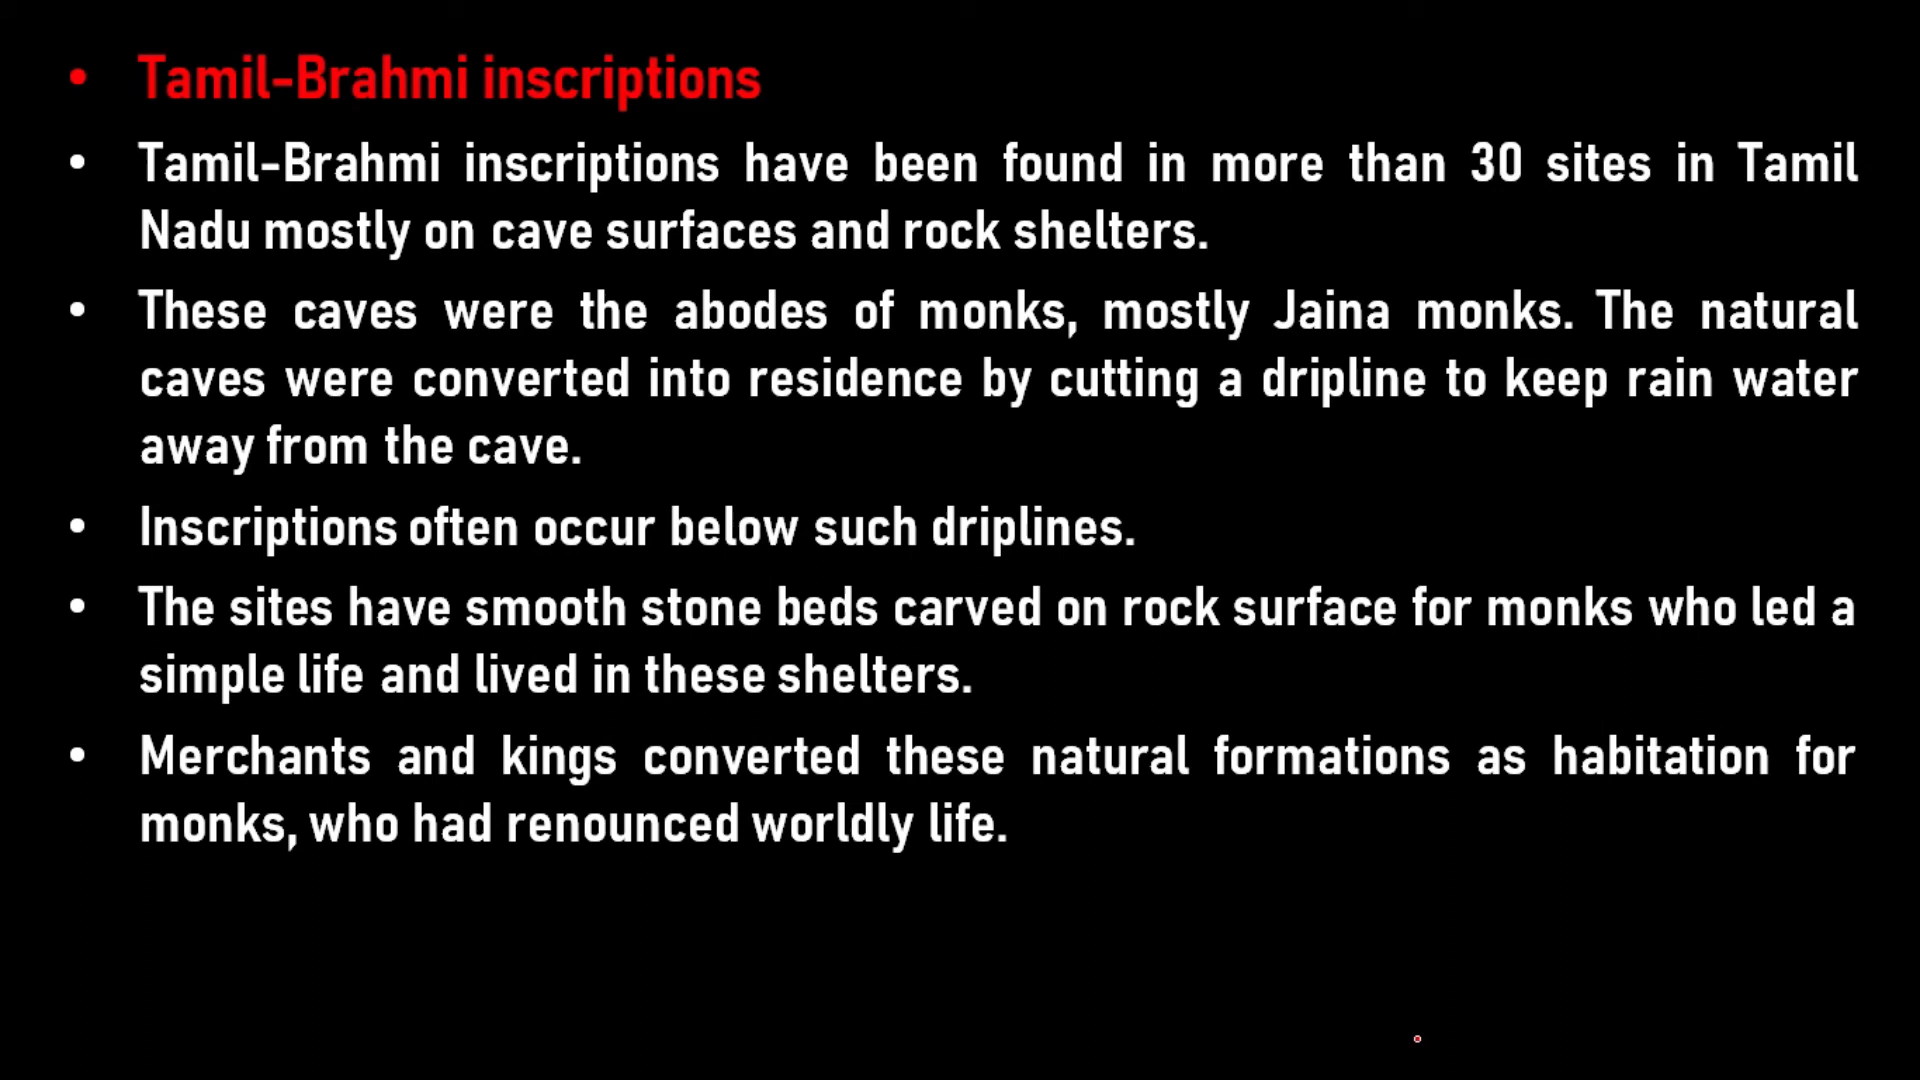 • Tamil-Brahmi inscriptions
• Tamil-Brahmi inscriptions have been found in more than 30 sites in Tamil
Nadu mostly on cave surfaces and rock shelters.
• These caves were the abodes of monks, mostly Jaina monks. The natural
caves were converted into residence by cutting a dripline to keep rain water
away from the cave.
• Inscriptions often occur below such driplines.
• The sites have smooth stone beds carved on rock surface for monks who led a
simple life and lived in these shelters.
• Merchants and kings converted these natural formations as habitation for
monks, who had renounced worldly life.